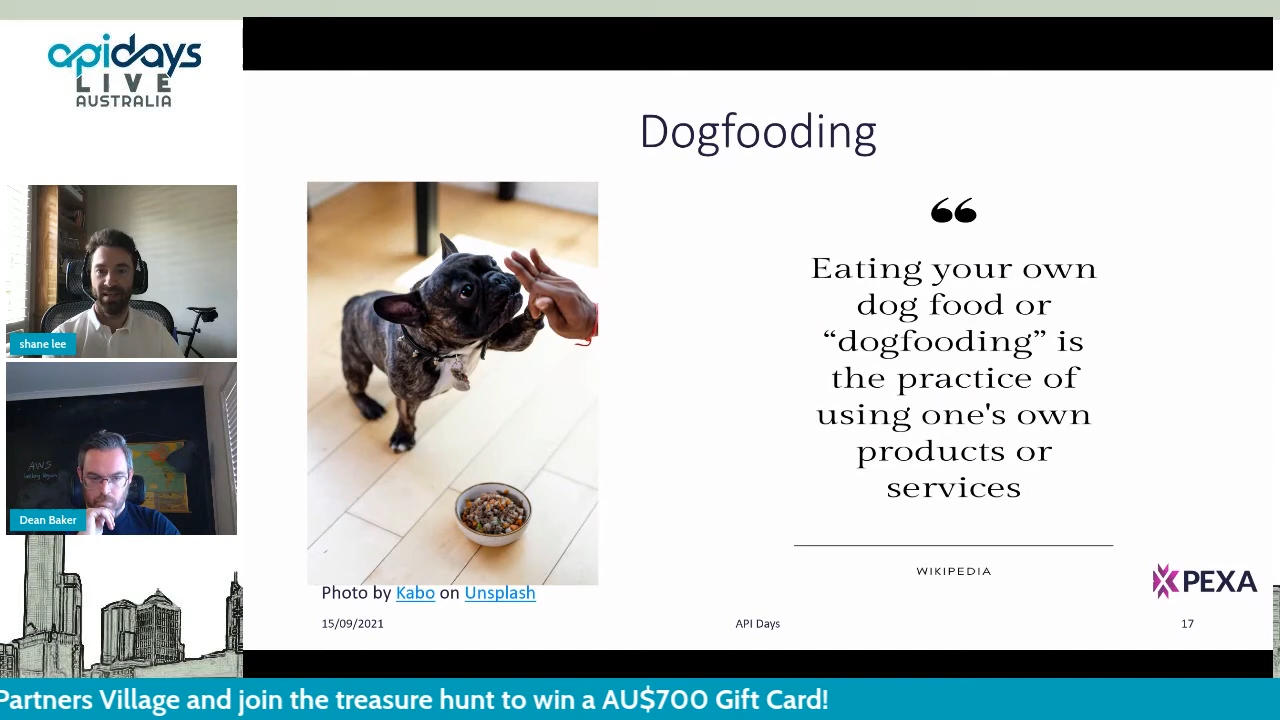 apidays
LIVE
AUSTRALIA
shane lee
AWS
Dean Baker
Dogfooding
“
Eating your own
dog food or
“dogfooding” is
the practice of
using one's own
products or
services
WIKIPEDIA
Photo by Kabo on Unsplash
PEXA
15/09/2021
API Days
17
Partners Village and join the treasure hunt to win a AU$700 Gift Card!